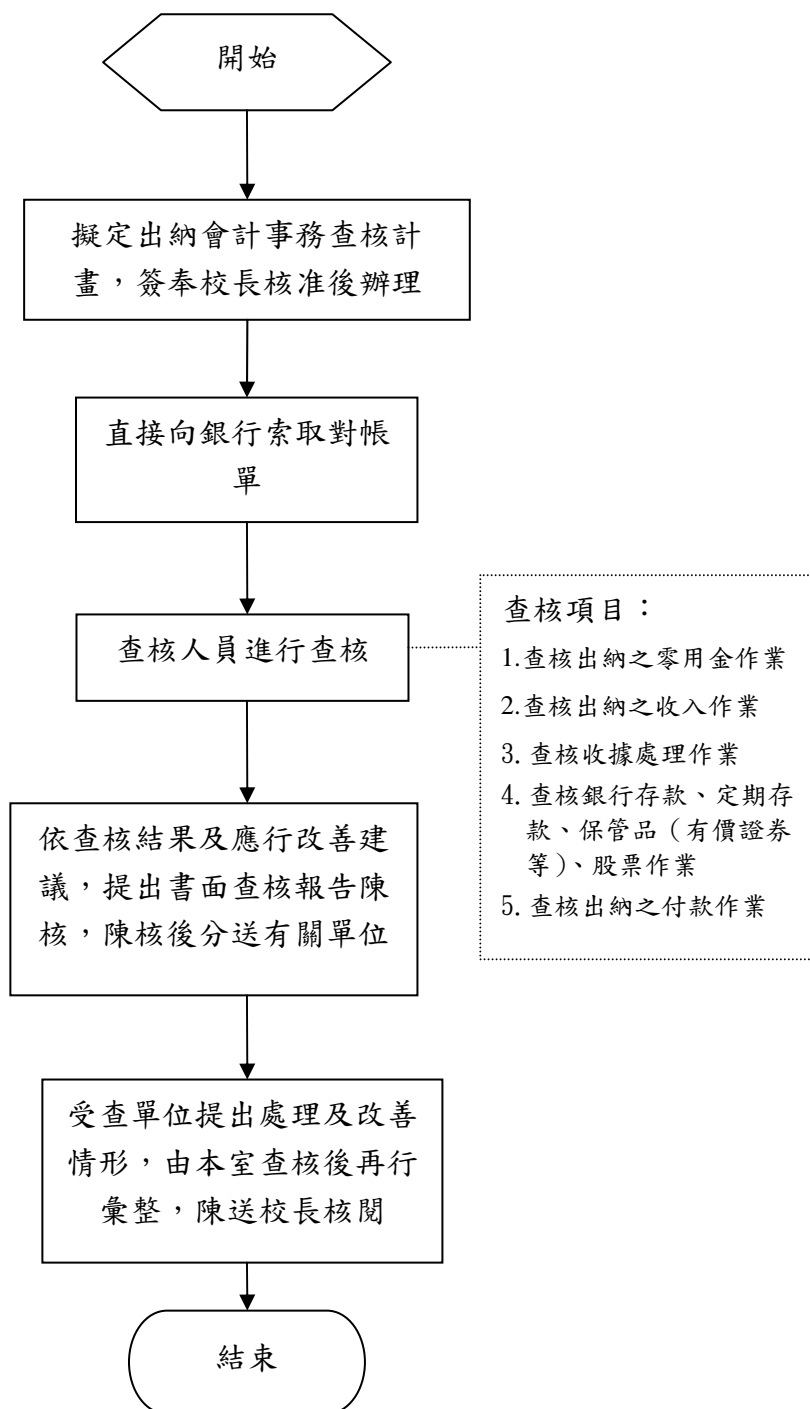 開始
擬定出納會計事務查核計
畫，簽奉校長核准後辦理
直接向銀行索取對帳
單
查核人員進行查核
查核項目：
1.查核出納之零用金作業
2.查核出納之收入作業
3. 查核收據處理作業
4. 查核銀行存款、定期存
款、保管品（有價證券
等）、股票作業
5. 查核出納之付款作業
依查核結果及應行改善建
議，提出書面查核報告陳
核，陳核後分送有關單位
受查單位提出處理及改善
情形，由本室查核後再行
彙整，陳送校長核閱
結束